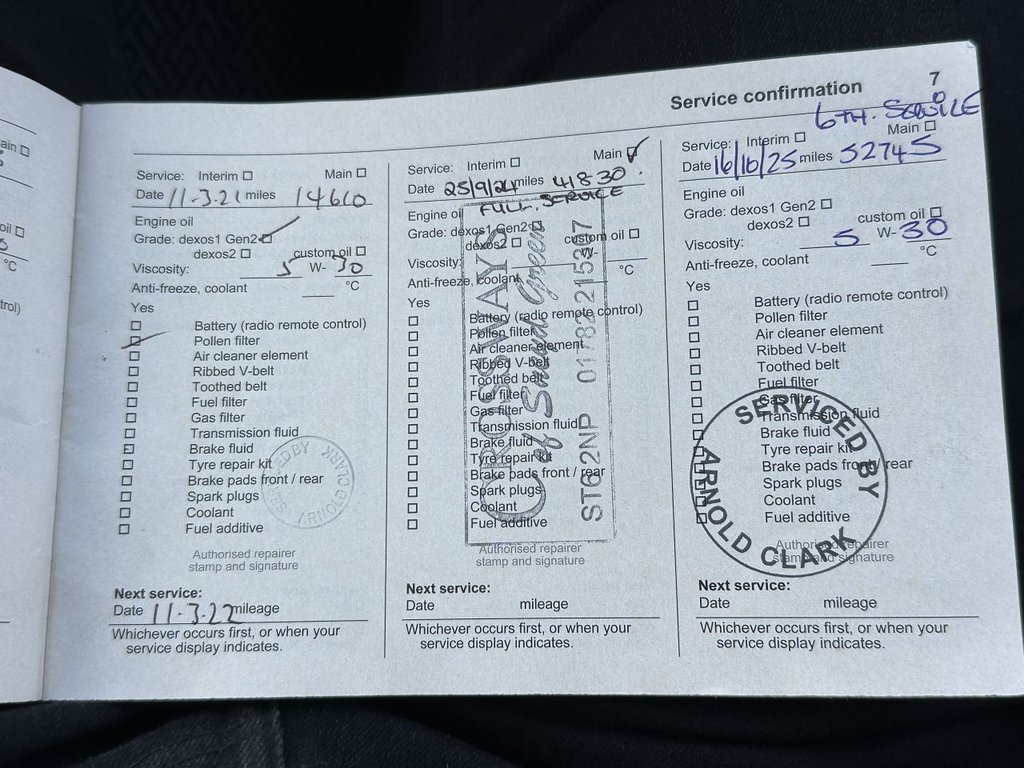 Service confirmation
7
Service: Interim Main
Date 11-3.21 miles 14660
Engine oil
Grade: dexos1 Gen2
dexos2 custom oil
Viscosity: 5 W- 30
Anti-freeze, coolant °C
Yes
Battery (radio remote control)
Pollen filter
Air cleaner element
Ribbed V-belt
Toothed belt
Fuel filter
Gas filter
Transmission fluid
Brake fluid
Tyre repair kit
Brake pads front / rear
Spark plugs
Coolant
Fuel additive
ARNOLD CLARK
Authorised repairer
stamp and signature
Next service:
Date 11-3.22 mileage
Whichever occurs first, or when your
service display indicates.
Service: Interim Main
Date 25/9/24 miles 41830
FULL. SERVICE
Engine oil
Grade: dexos1 Gen2
dexos2 custom oil
Viscosity: W-
Anti-freeze, coolant °C
Yes
Battery (radio remote control)
Pollen filter
Air cleaner element
Ribbed V-belt
Toothed belt
Fuel filter
Gas filter
Transmission fluid
Brake fluid
Tyre repair kit
Brake pads front / rear
Spark plugs
Coolant
Fuel additive
CROSSWAYS
of Smead Green
ST6 2NP 01782 215367
Authorised repairer
stamp and signature
Next service:
Date mileage
Whichever occurs first, or when your
service display indicates.
6TH. SERVICE
Service: Interim Main
Date 16/10/25 miles 52745
Engine oil
Grade: dexos1 Gen2
dexos2 custom oil
Viscosity: 5 W- 30
Anti-freeze, coolant °C
Yes
Battery (radio remote control)
Pollen filter
Air cleaner element
Ribbed V-belt
Toothed belt
Fuel filter
Gas filter
Transmission fluid
Brake fluid
Tyre repair kit
Brake pads front / rear
Spark plugs
Coolant
Fuel additive
SERVICED BY
ARNOLD CLARK
Authorised repairer
stamp and signature
Next service:
Date mileage
Whichever occurs first, or when your
service display indicates.